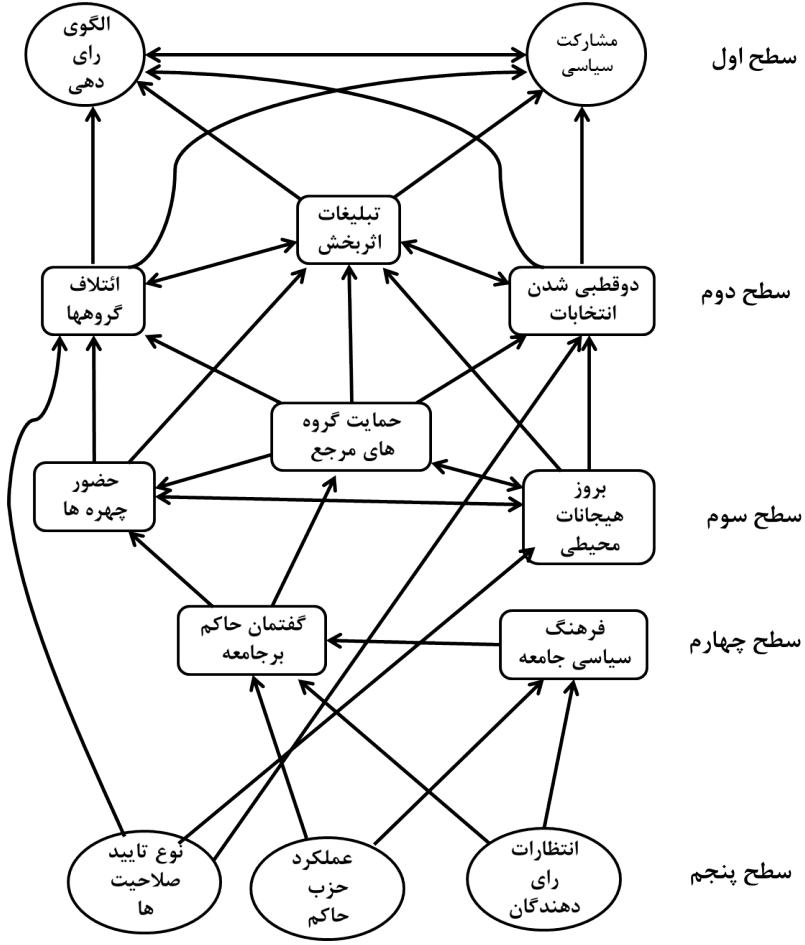 سطح اول
مشارکت
سیاسی
الگوی
رای
دهی
تبلیغات
اثربخش
سطح دوم
دوقطبی شدن
انتخابات
ائتلاف
گروهها
حمایت گروه
های مرجع
سطح سوم
بروز
هیجانات
محیطی
حضور
چهره ها
سطح چهارم
فرهنگ
سیاسی جامعه
گفتمان حاکم
برجامعه
سطح پنجم
انتظارات
رای
دهندگان
عملکرد
حزب
حاکم
نوع تایید
صلاحیت
ها